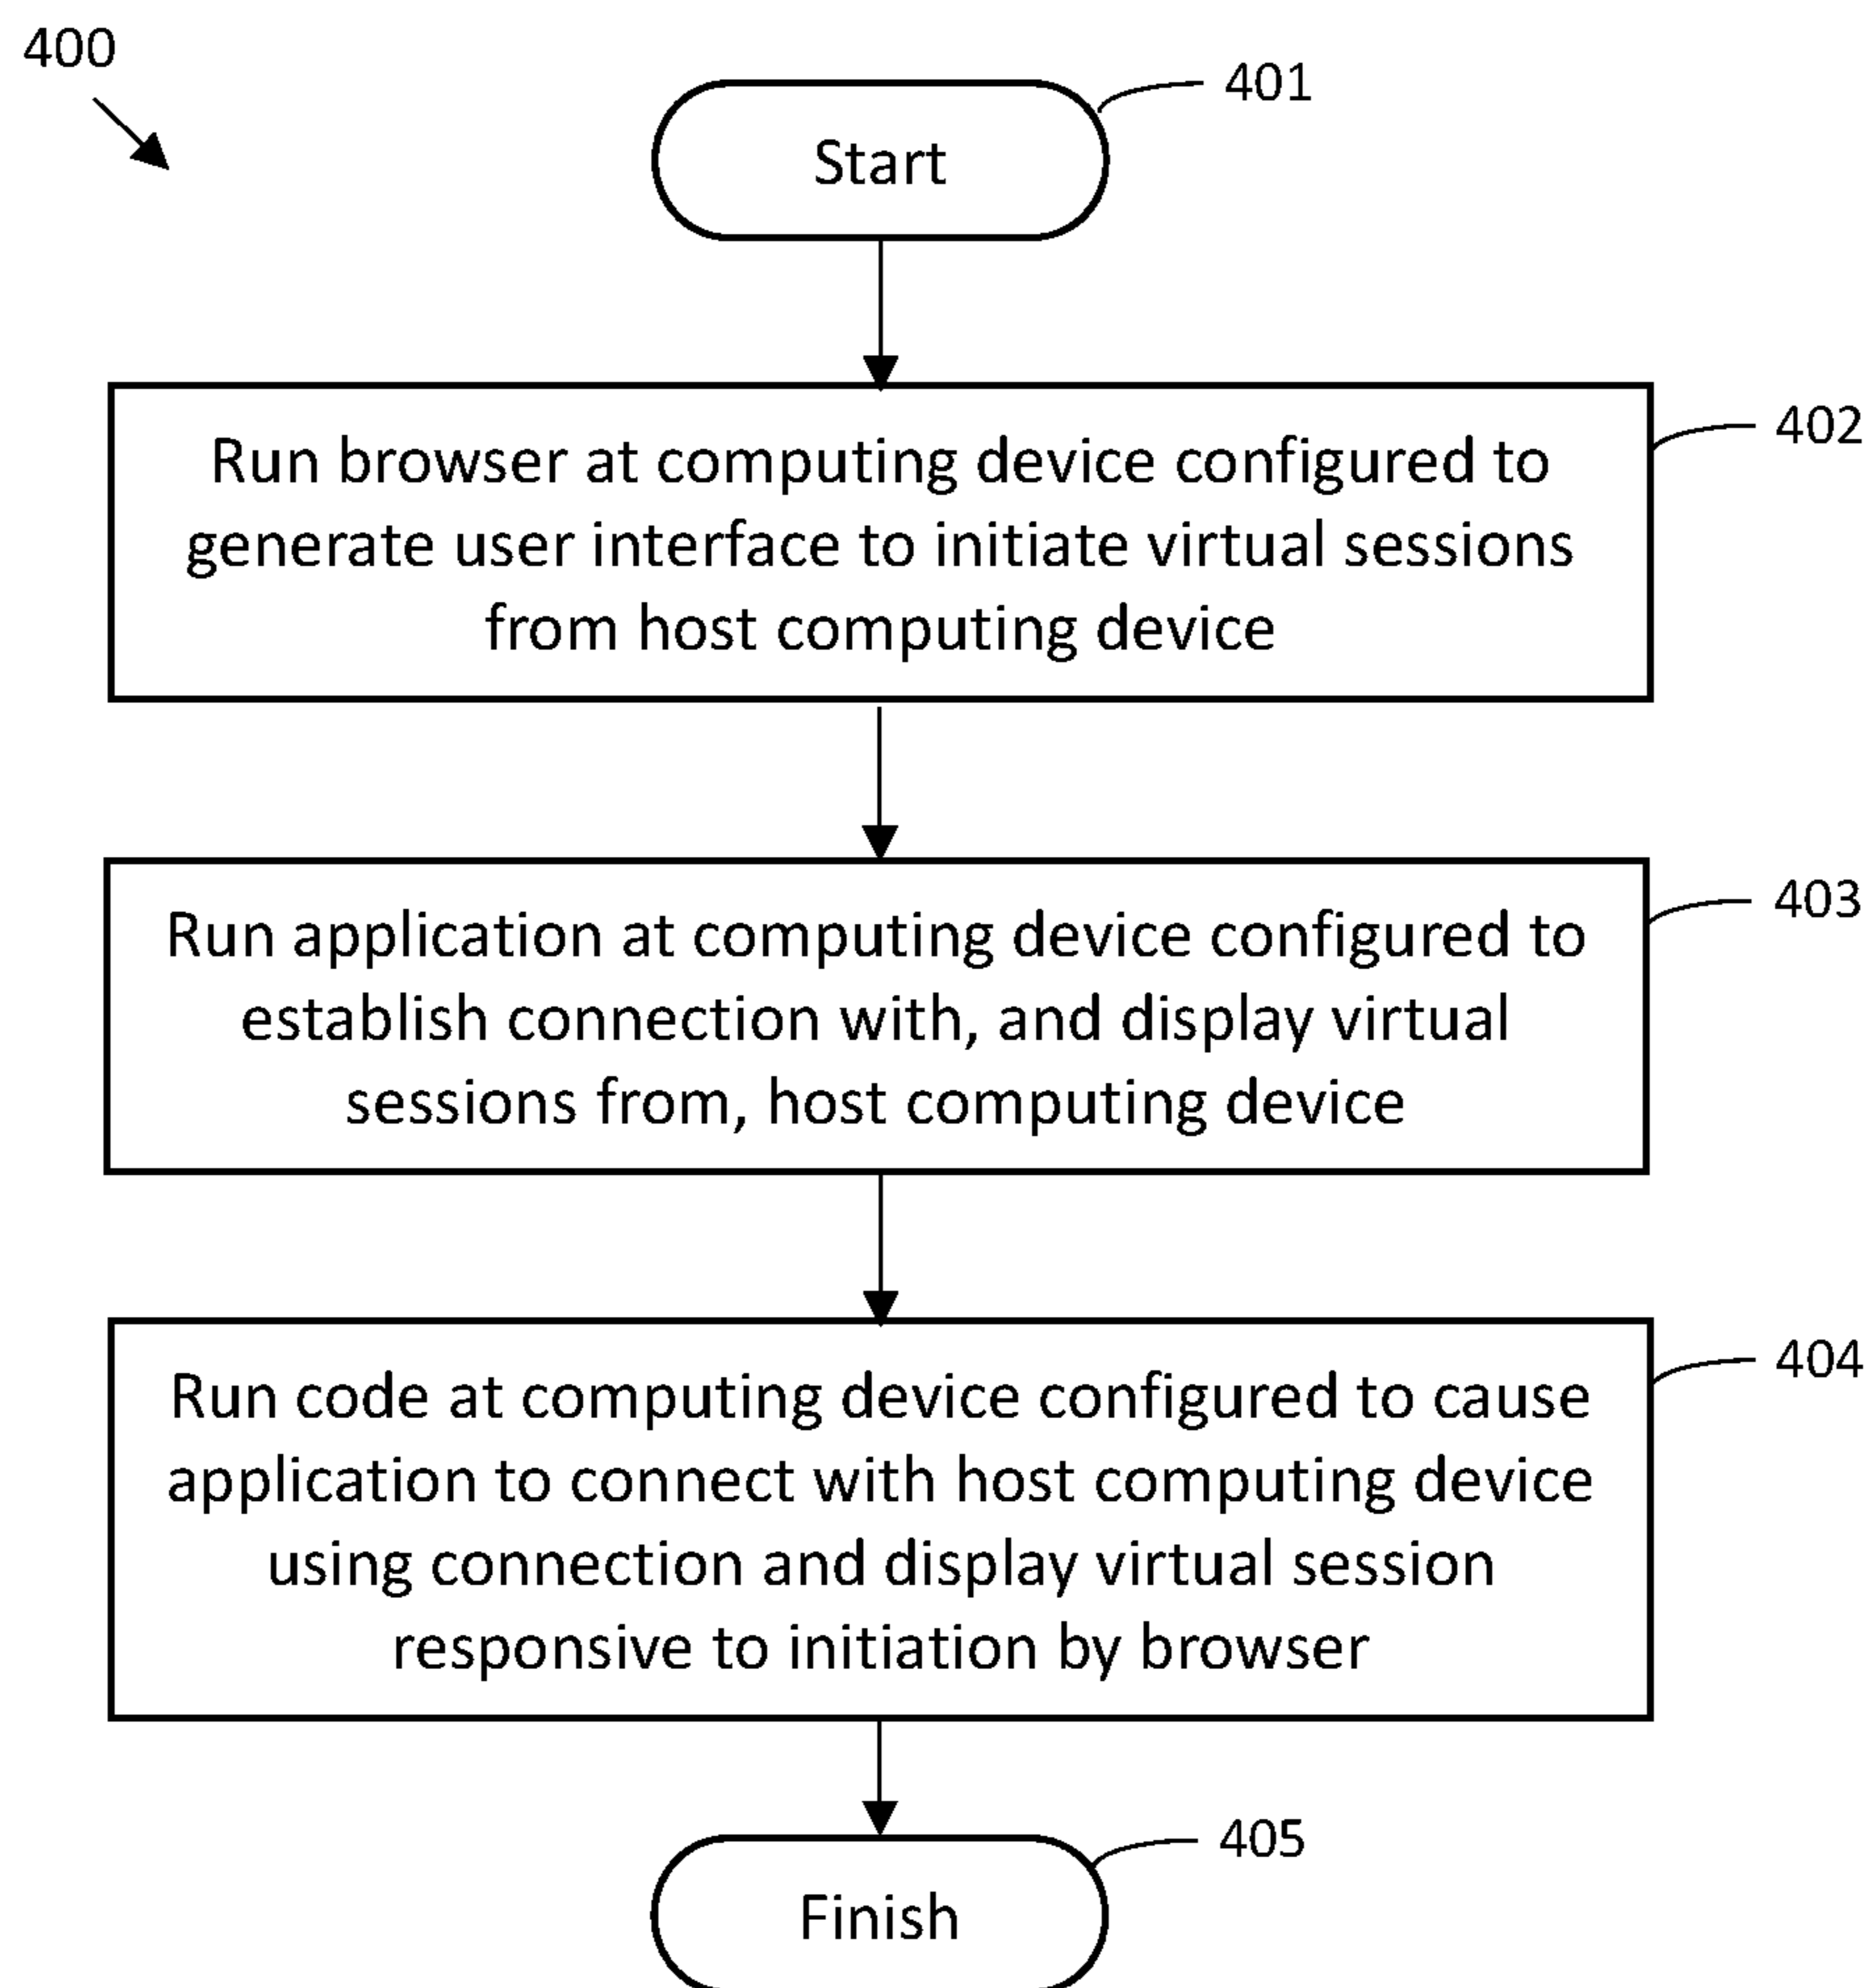 400
401
Start
402
Run browser at computing device configured to
generate user interface to initiate virtual sessions
from host computing device
403
Run application at computing device configured to
establish connection with, and display virtual
sessions from, host computing device
404
Run code at computing device configured to cause
application to connect with host computing device
using connection and display virtual session
responsive to initiation by browser
405
Finish